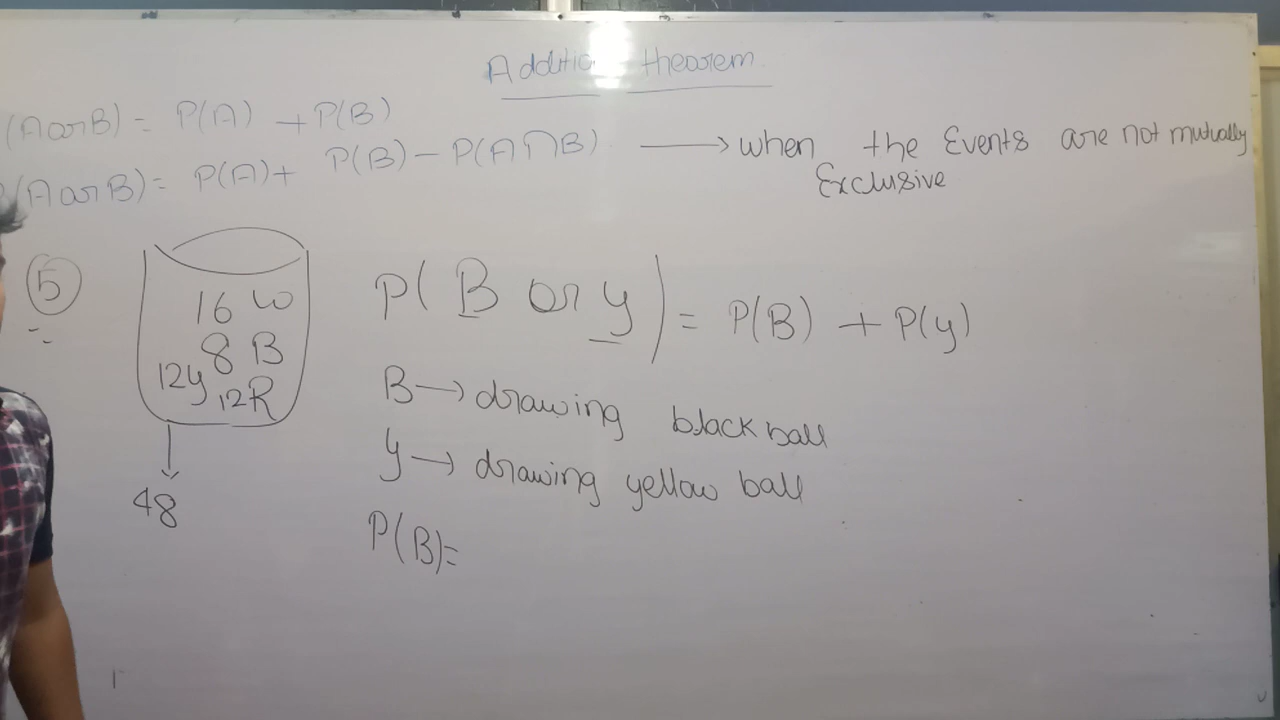 Addition theorem
(A or B) = P(A) + P(B)
P(A or B) = P(A) + P(B) - P(A∩B) → when the Events are not mutually
Exclusive
5
16 W
8 B
12y 12R
48
P(B or y) = P(B) + P(y)
B → drawing black ball
y → drawing yellow ball
P(B) =